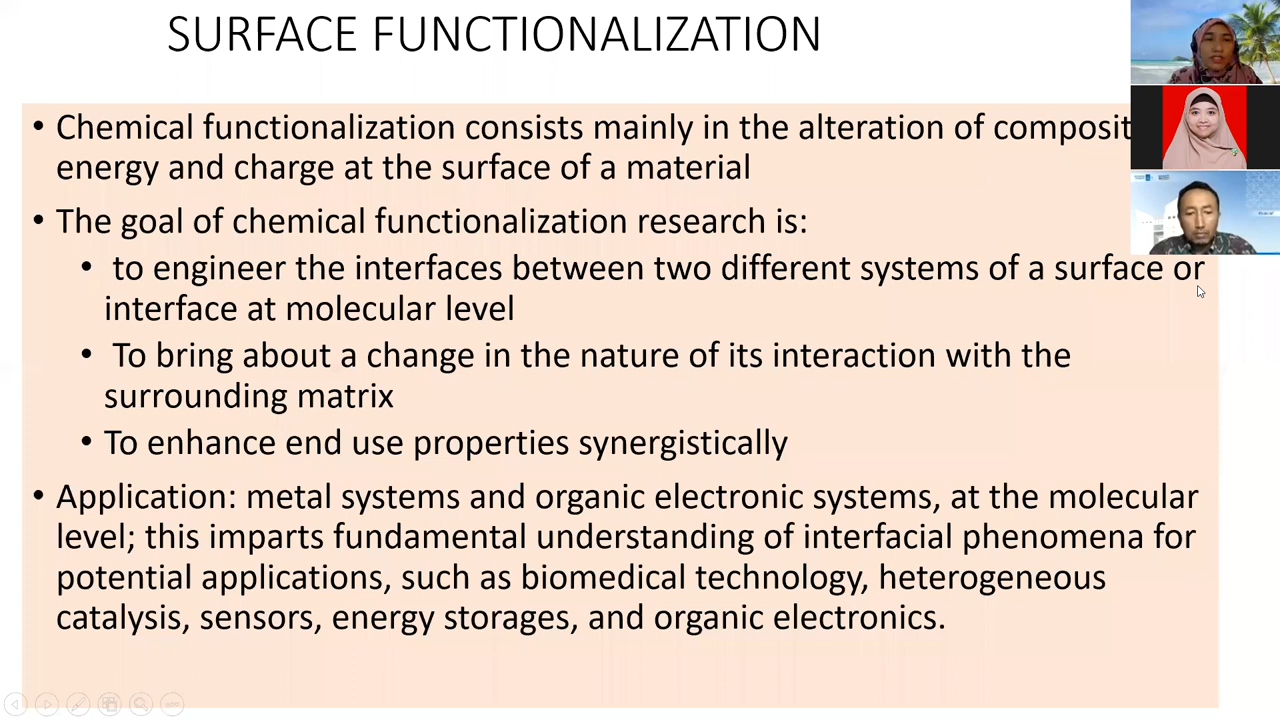 SURFACE FUNCTIONALIZATION
• Chemical functionalization consists mainly in the alteration of composit
energy and charge at the surface of a material
• The goal of chemical functionalization research is:
• to engineer the interfaces between two different systems of a surface or
interface at molecular level
• To bring about a change in the nature of its interaction with the
surrounding matrix
• To enhance end use properties synergistically
• Application: metal systems and organic electronic systems, at the molecular
level; this imparts fundamental understanding of interfacial phenomena for
potential applications, such as biomedical technology, heterogeneous
catalysis, sensors, energy storages, and organic electronics.